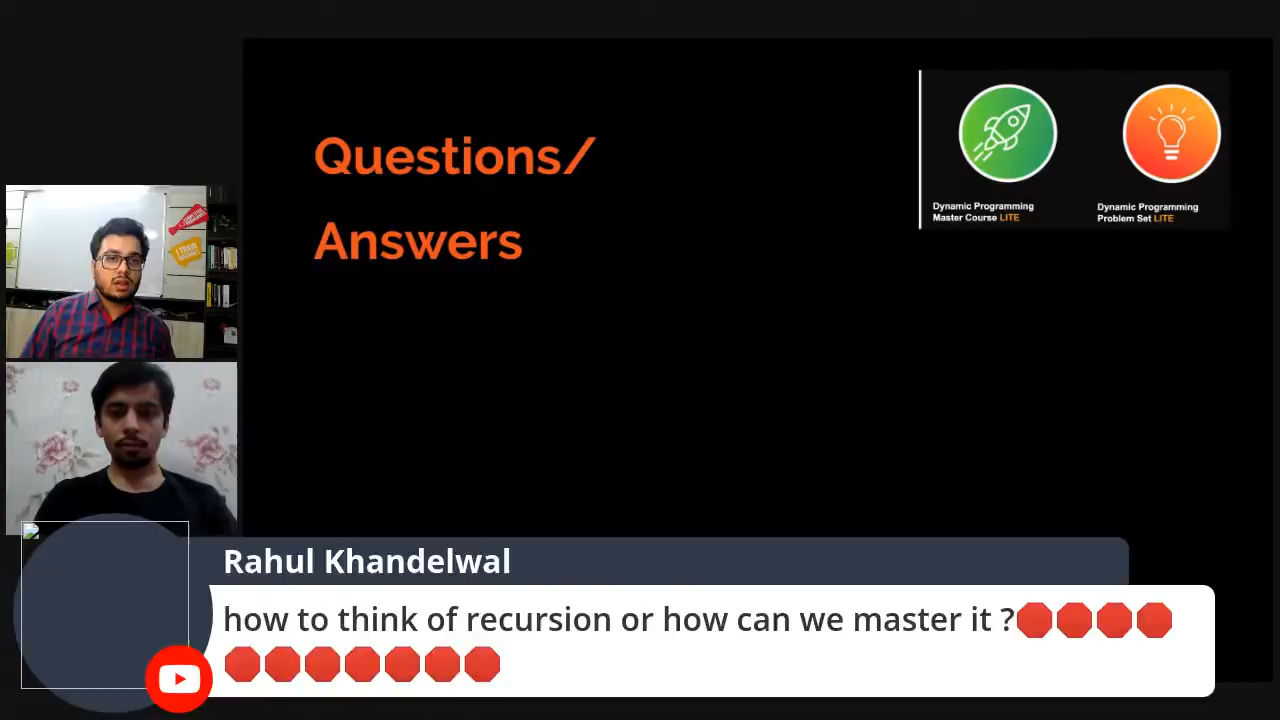 Questions/
Answers
Dynamic Programming
Master Course LITE
Dynamic Programming
Problem Set LITE
I TRAIN
Rahul Khandelwal
how to think of recursion or how can we master it ?🛑🛑🛑🛑
🛑🛑🛑🛑🛑🛑🛑